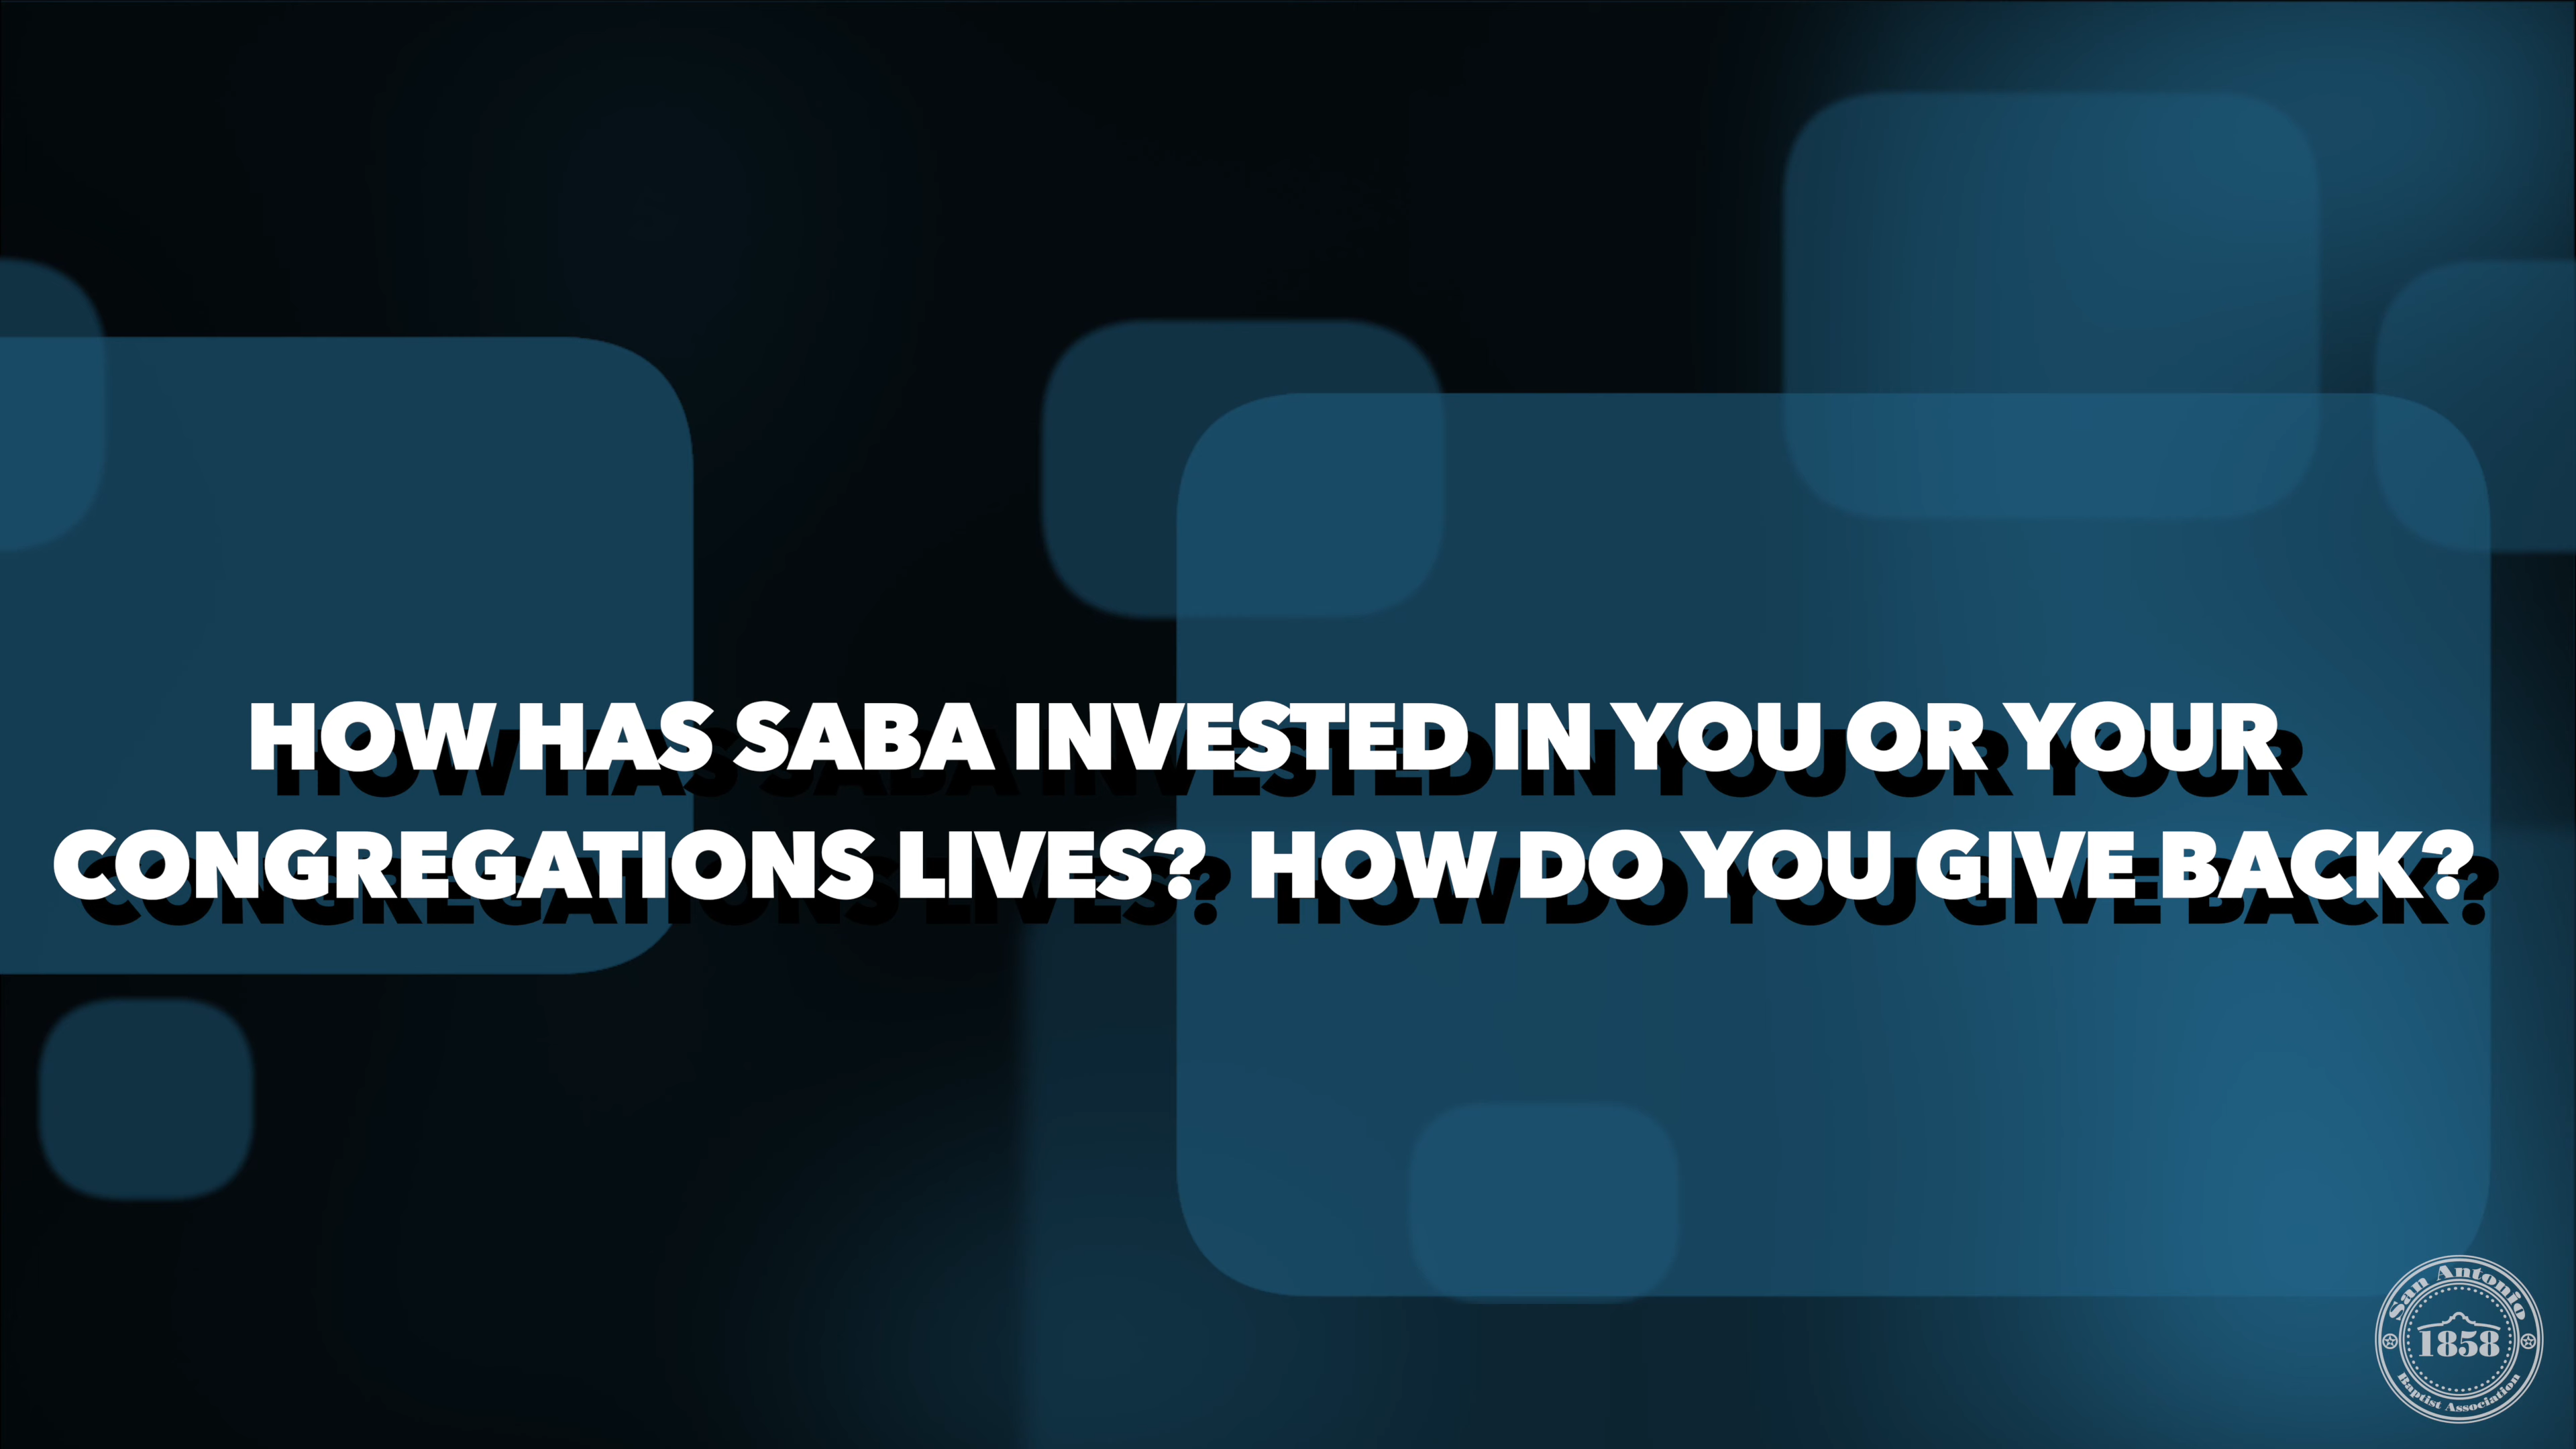 HOW HAS SABA INVESTED IN YOU OR YOUR
CONGREGATIONS LIVES?  HOW DO YOU GIVE BACK?
San Antonio
1858
Baptist Association